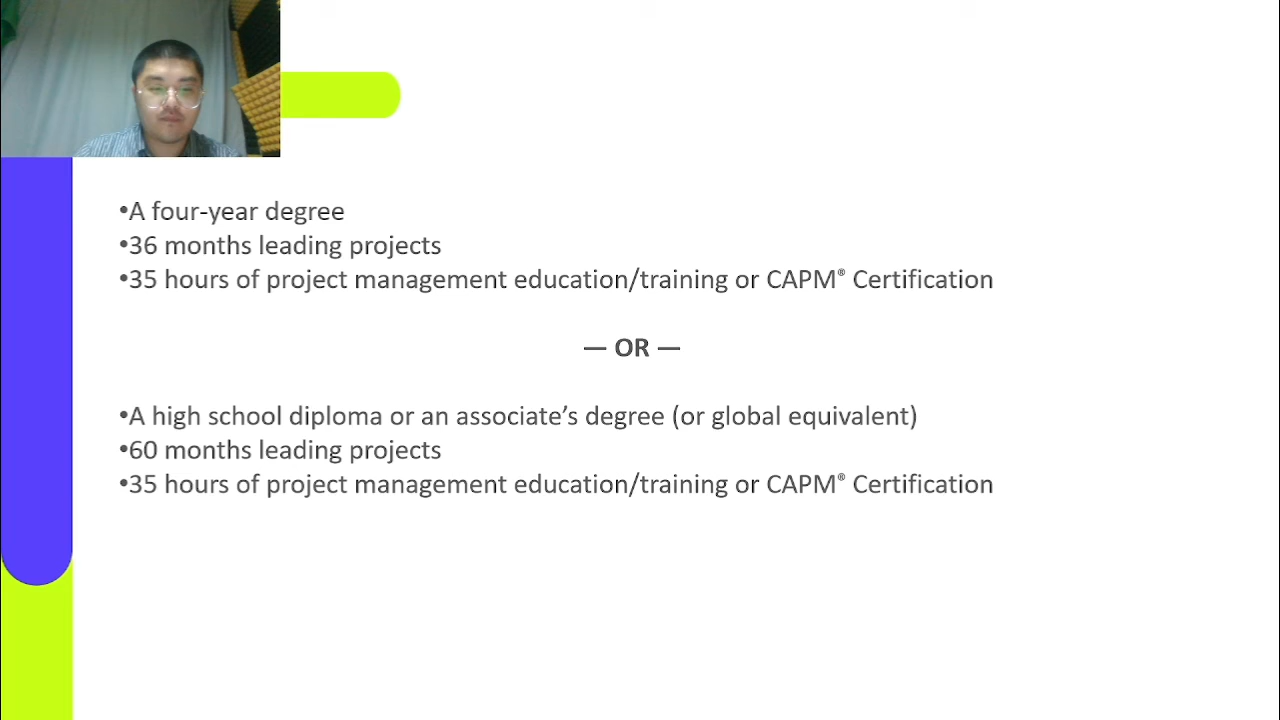 •A four-year degree
•36 months leading projects
•35 hours of project management education/training or CAPM® Certification
— OR —
•A high school diploma or an associate’s degree (or global equivalent)
•60 months leading projects
•35 hours of project management education/training or CAPM® Certification